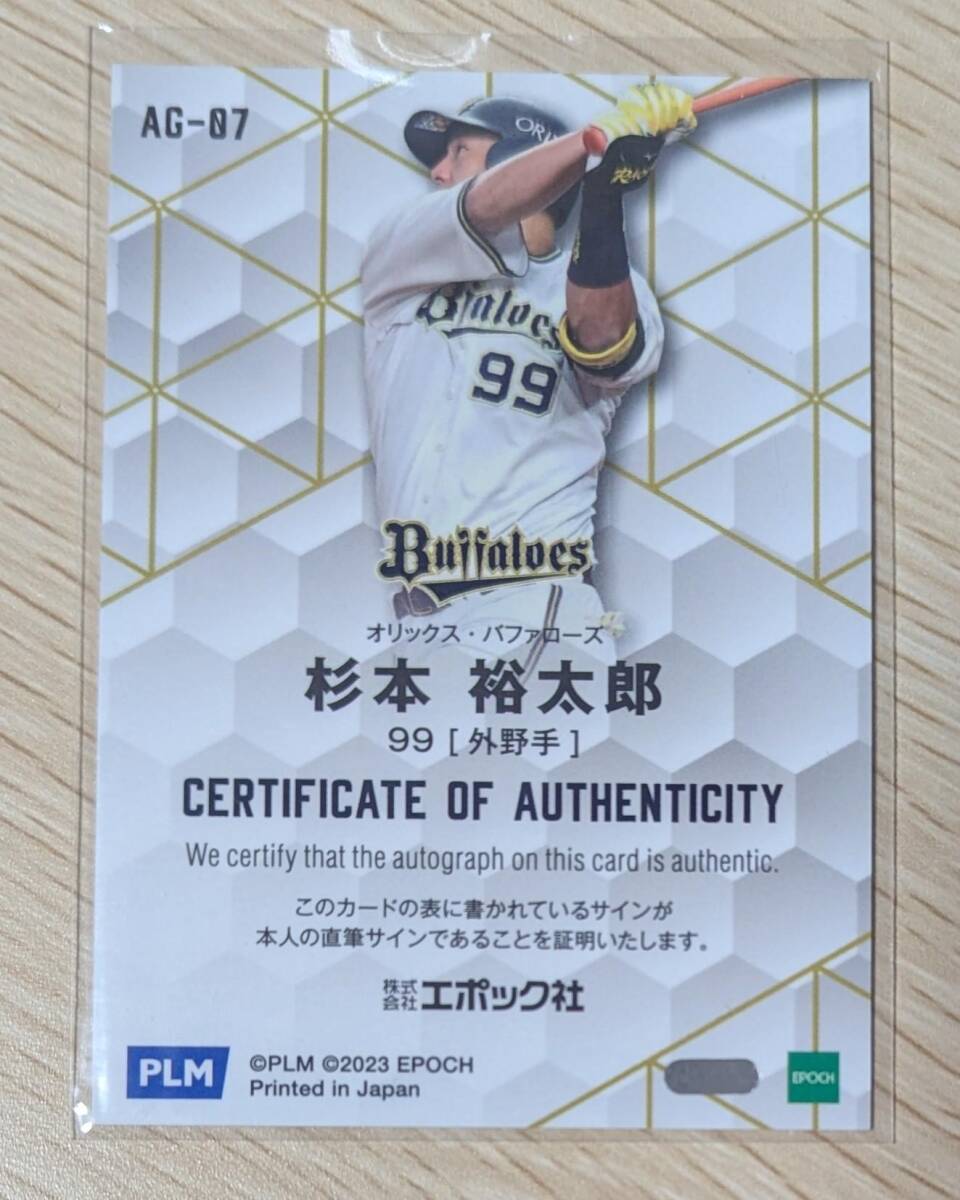 AG-07
ORI
Buffaloes
99
Buffaloes
オリックス・バファローズ
杉本 裕太郎
99 [ 外野手 ]
CERTIFICATE OF AUTHENTICITY
We certify that the autograph on this card is authentic.
このカードの表に書かれているサインが
本人の直筆サインであることを証明いたします。
株式会社エポック社
PLM
©PLM ©2023 EPOCH
Printed in Japan
EPOCH